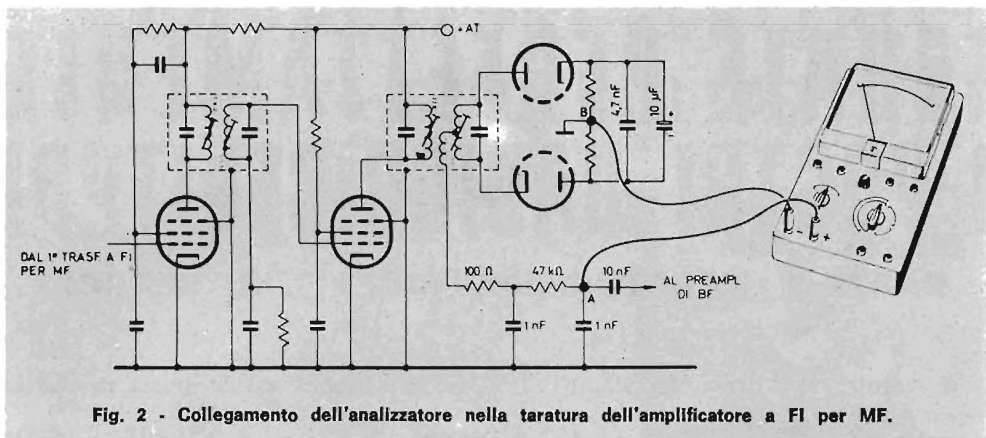 + AT
B
4,7 nF
10 µF
+
- +
DAL 1° TRASF A FI
PER MF
100 Ω
47 kΩ
10 nF
A
AL PREAMPL
DI BF
1 nF
1 nF
Fig. 2 - Collegamento dell'analizzatore nella taratura dell'amplificatore a FI per MF.